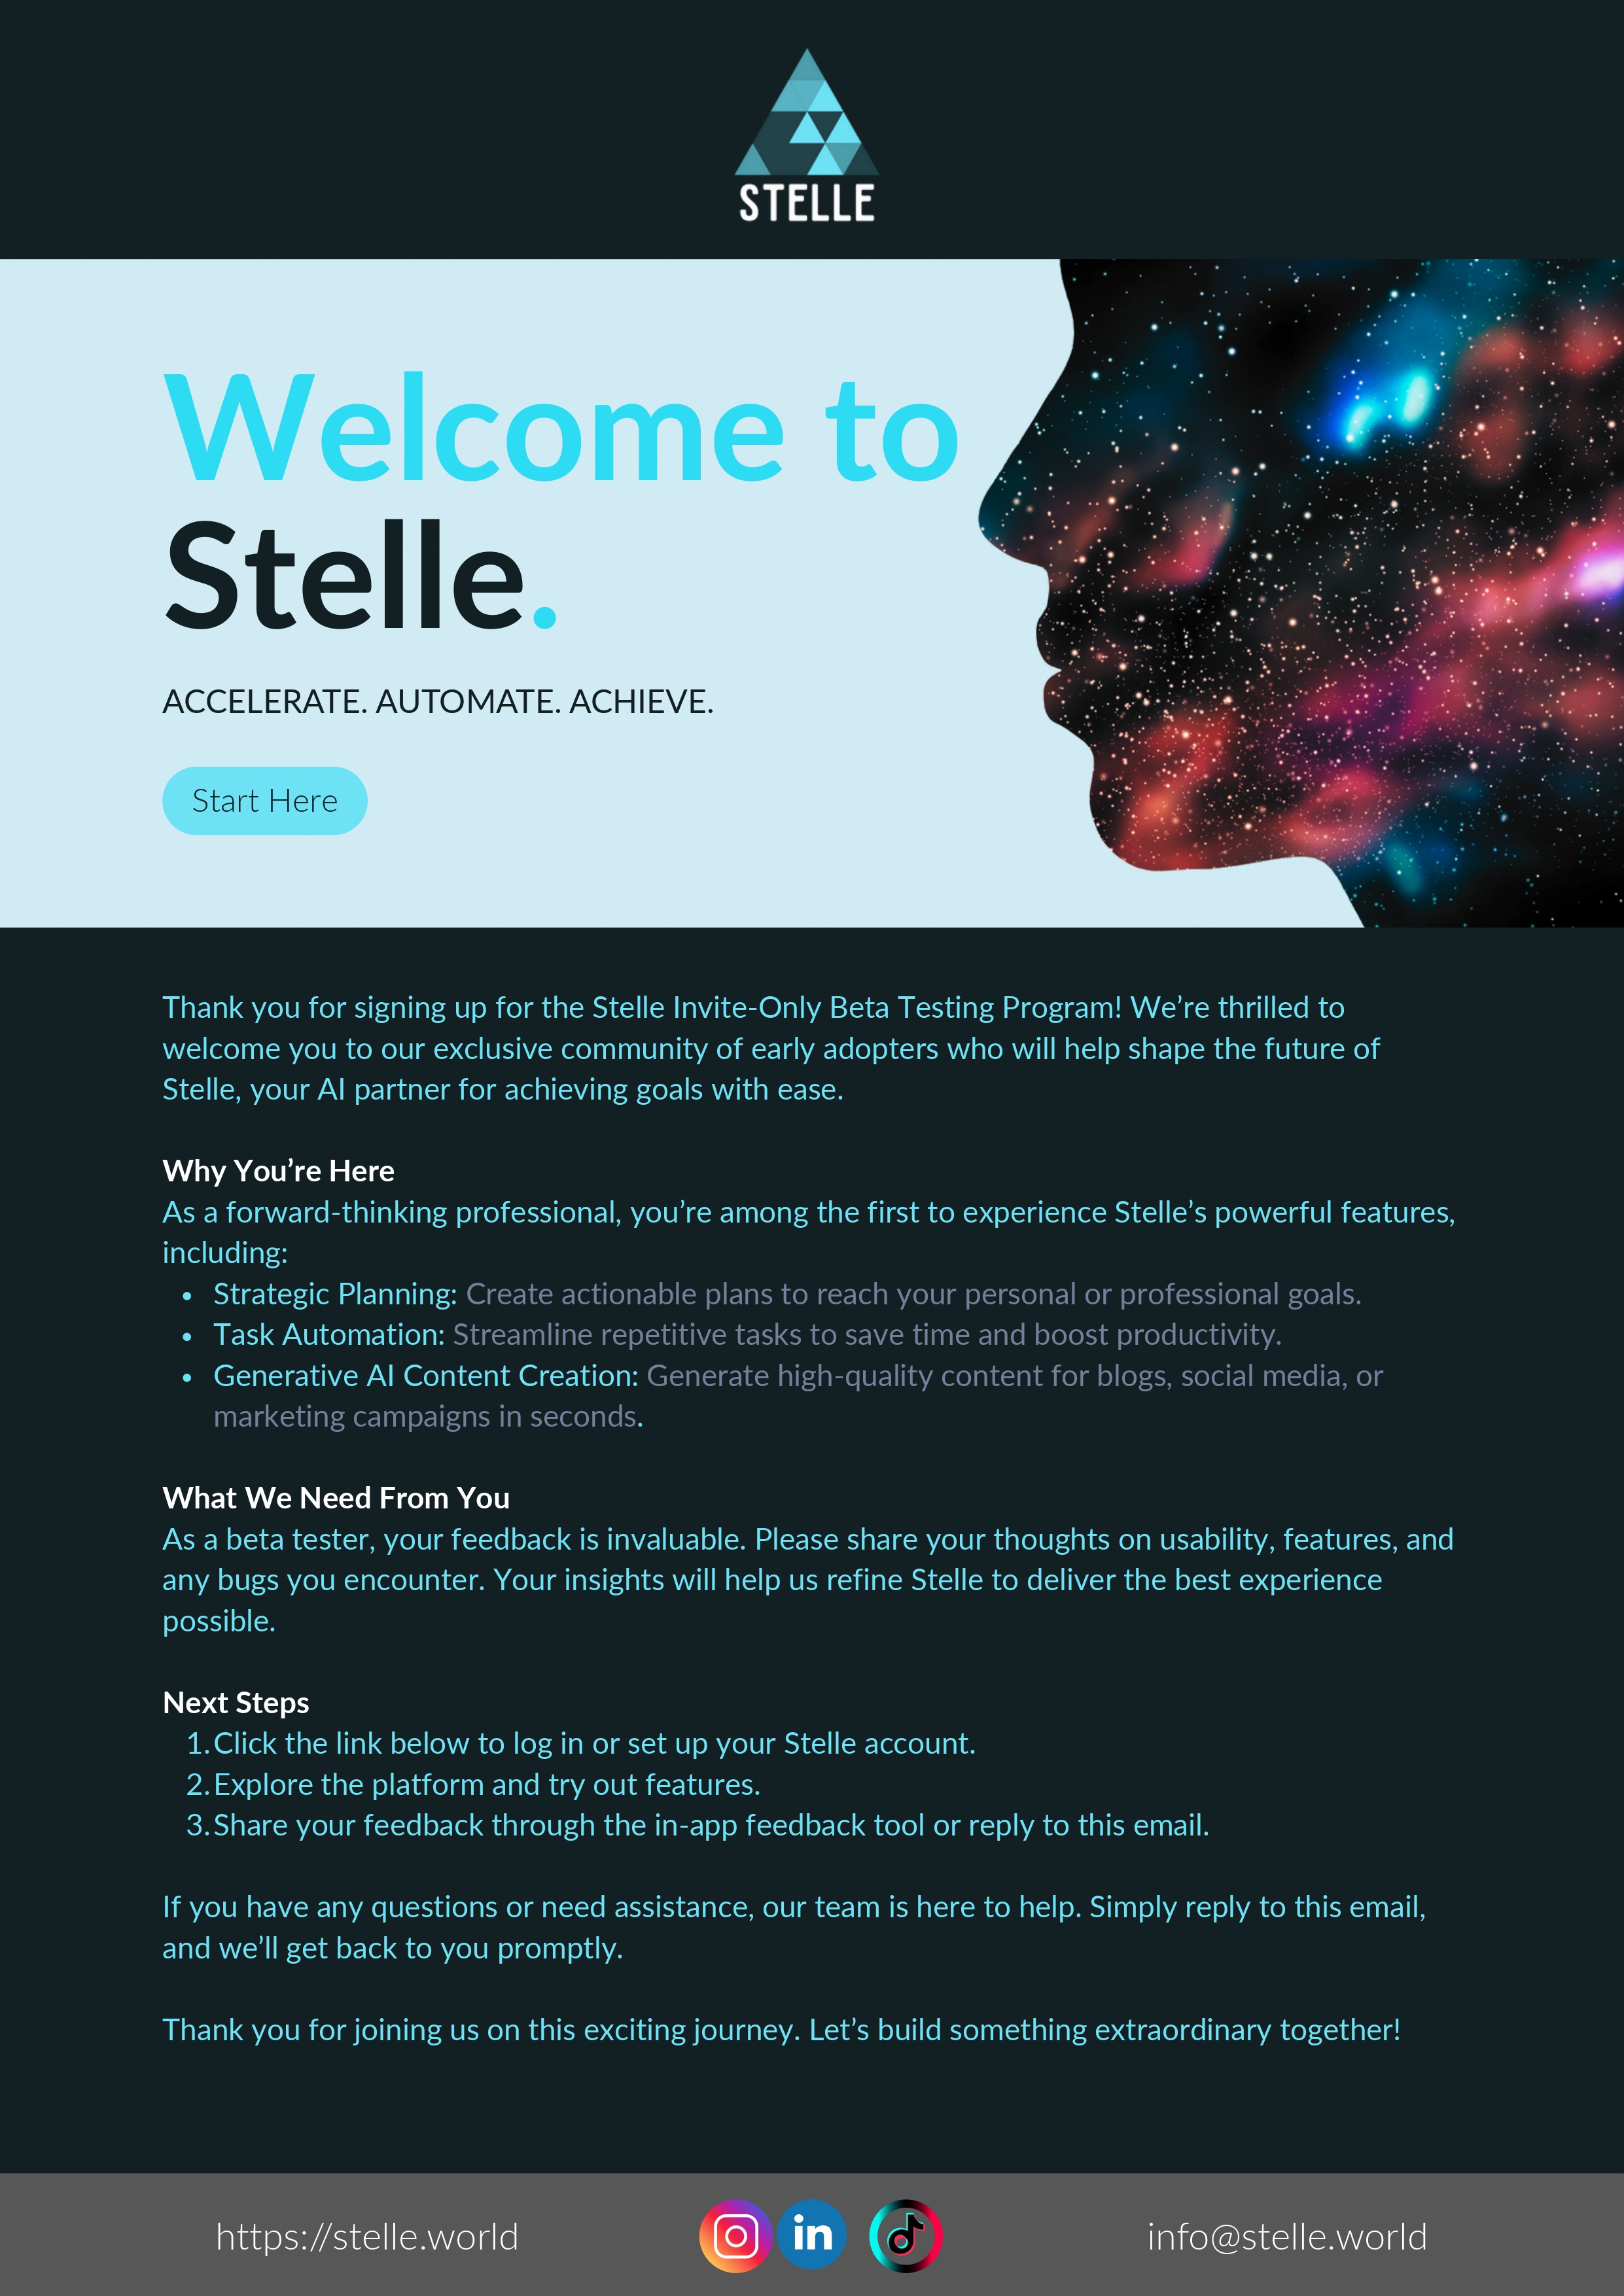 STELLE
Welcome to
Stelle.
ACCELERATE. AUTOMATE. ACHIEVE.
Start Here
Thank you for signing up for the Stelle Invite-Only Beta Testing Program! We’re thrilled to
welcome you to our exclusive community of early adopters who will help shape the future of
Stelle, your AI partner for achieving goals with ease.
Why You’re Here
As a forward-thinking professional, you’re among the first to experience Stelle’s powerful features,
including:
• Strategic Planning: Create actionable plans to reach your personal or professional goals.
• Task Automation: Streamline repetitive tasks to save time and boost productivity.
• Generative AI Content Creation: Generate high-quality content for blogs, social media, or
marketing campaigns in seconds.
What We Need From You
As a beta tester, your feedback is invaluable. Please share your thoughts on usability, features, and
any bugs you encounter. Your insights will help us refine Stelle to deliver the best experience
possible.
Next Steps
1. Click the link below to log in or set up your Stelle account.
2. Explore the platform and try out features.
3. Share your feedback through the in-app feedback tool or reply to this email.
If you have any questions or need assistance, our team is here to help. Simply reply to this email,
and we’ll get back to you promptly.
Thank you for joining us on this exciting journey. Let’s build something extraordinary together!
https://stelle.world in info@stelle.world